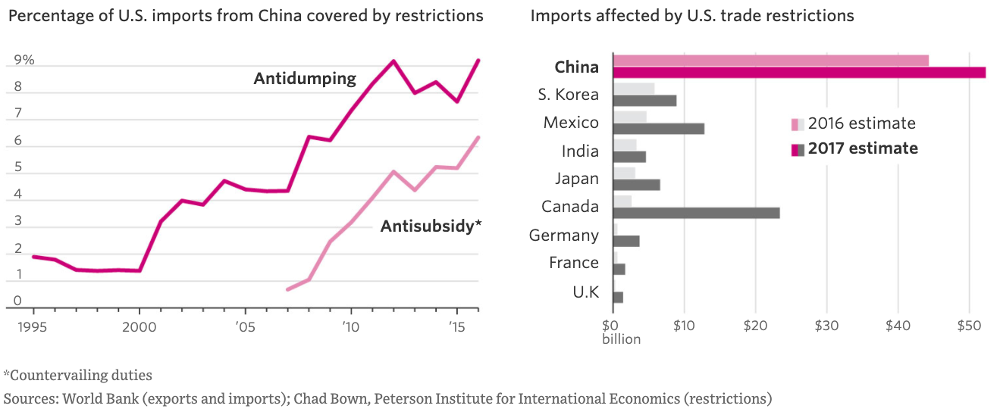 Percentage of U.S. imports from China covered by restrictions
9%
8
7
6
5
4
3
2
1
0
Antidumping
Antisubsidy*
1995
2000
'05
'10
'15
Imports affected by U.S. trade restrictions
China
S. Korea
Mexico
India
Japan
Canada
Germany
France
U.K
2016 estimate
2017 estimate
$0
billion
$10
$20
$30
$40
$50
*Countervailing duties
Sources: World Bank (exports and imports); Chad Bown, Peterson Institute for International Economics (restrictions)